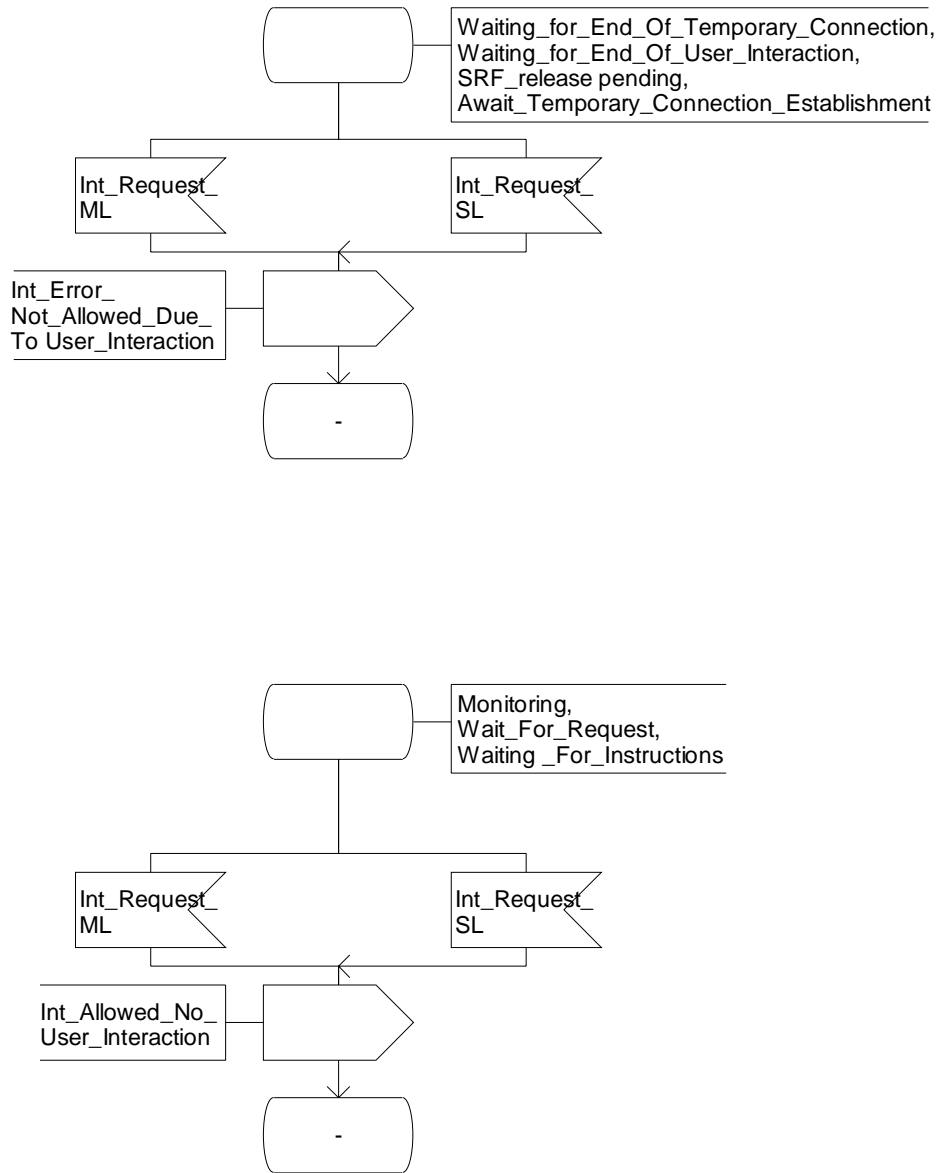 Waiting_for_End_Of_Temporary_Connection,
Waiting_for_End_Of_User_Interaction,
SRF_release pending,
Await_Temporary_Connection_Establishment
Int_Request_
ML
Int_Request_
SL
Int_Error_
Not_Allowed_Due_
To User_Interaction
-
Monitoring,
Wait_For_Request,
Waiting _For_Instructions
Int_Request_
ML
Int_Request_
SL
Int_Allowed_No_
User_Interaction
-